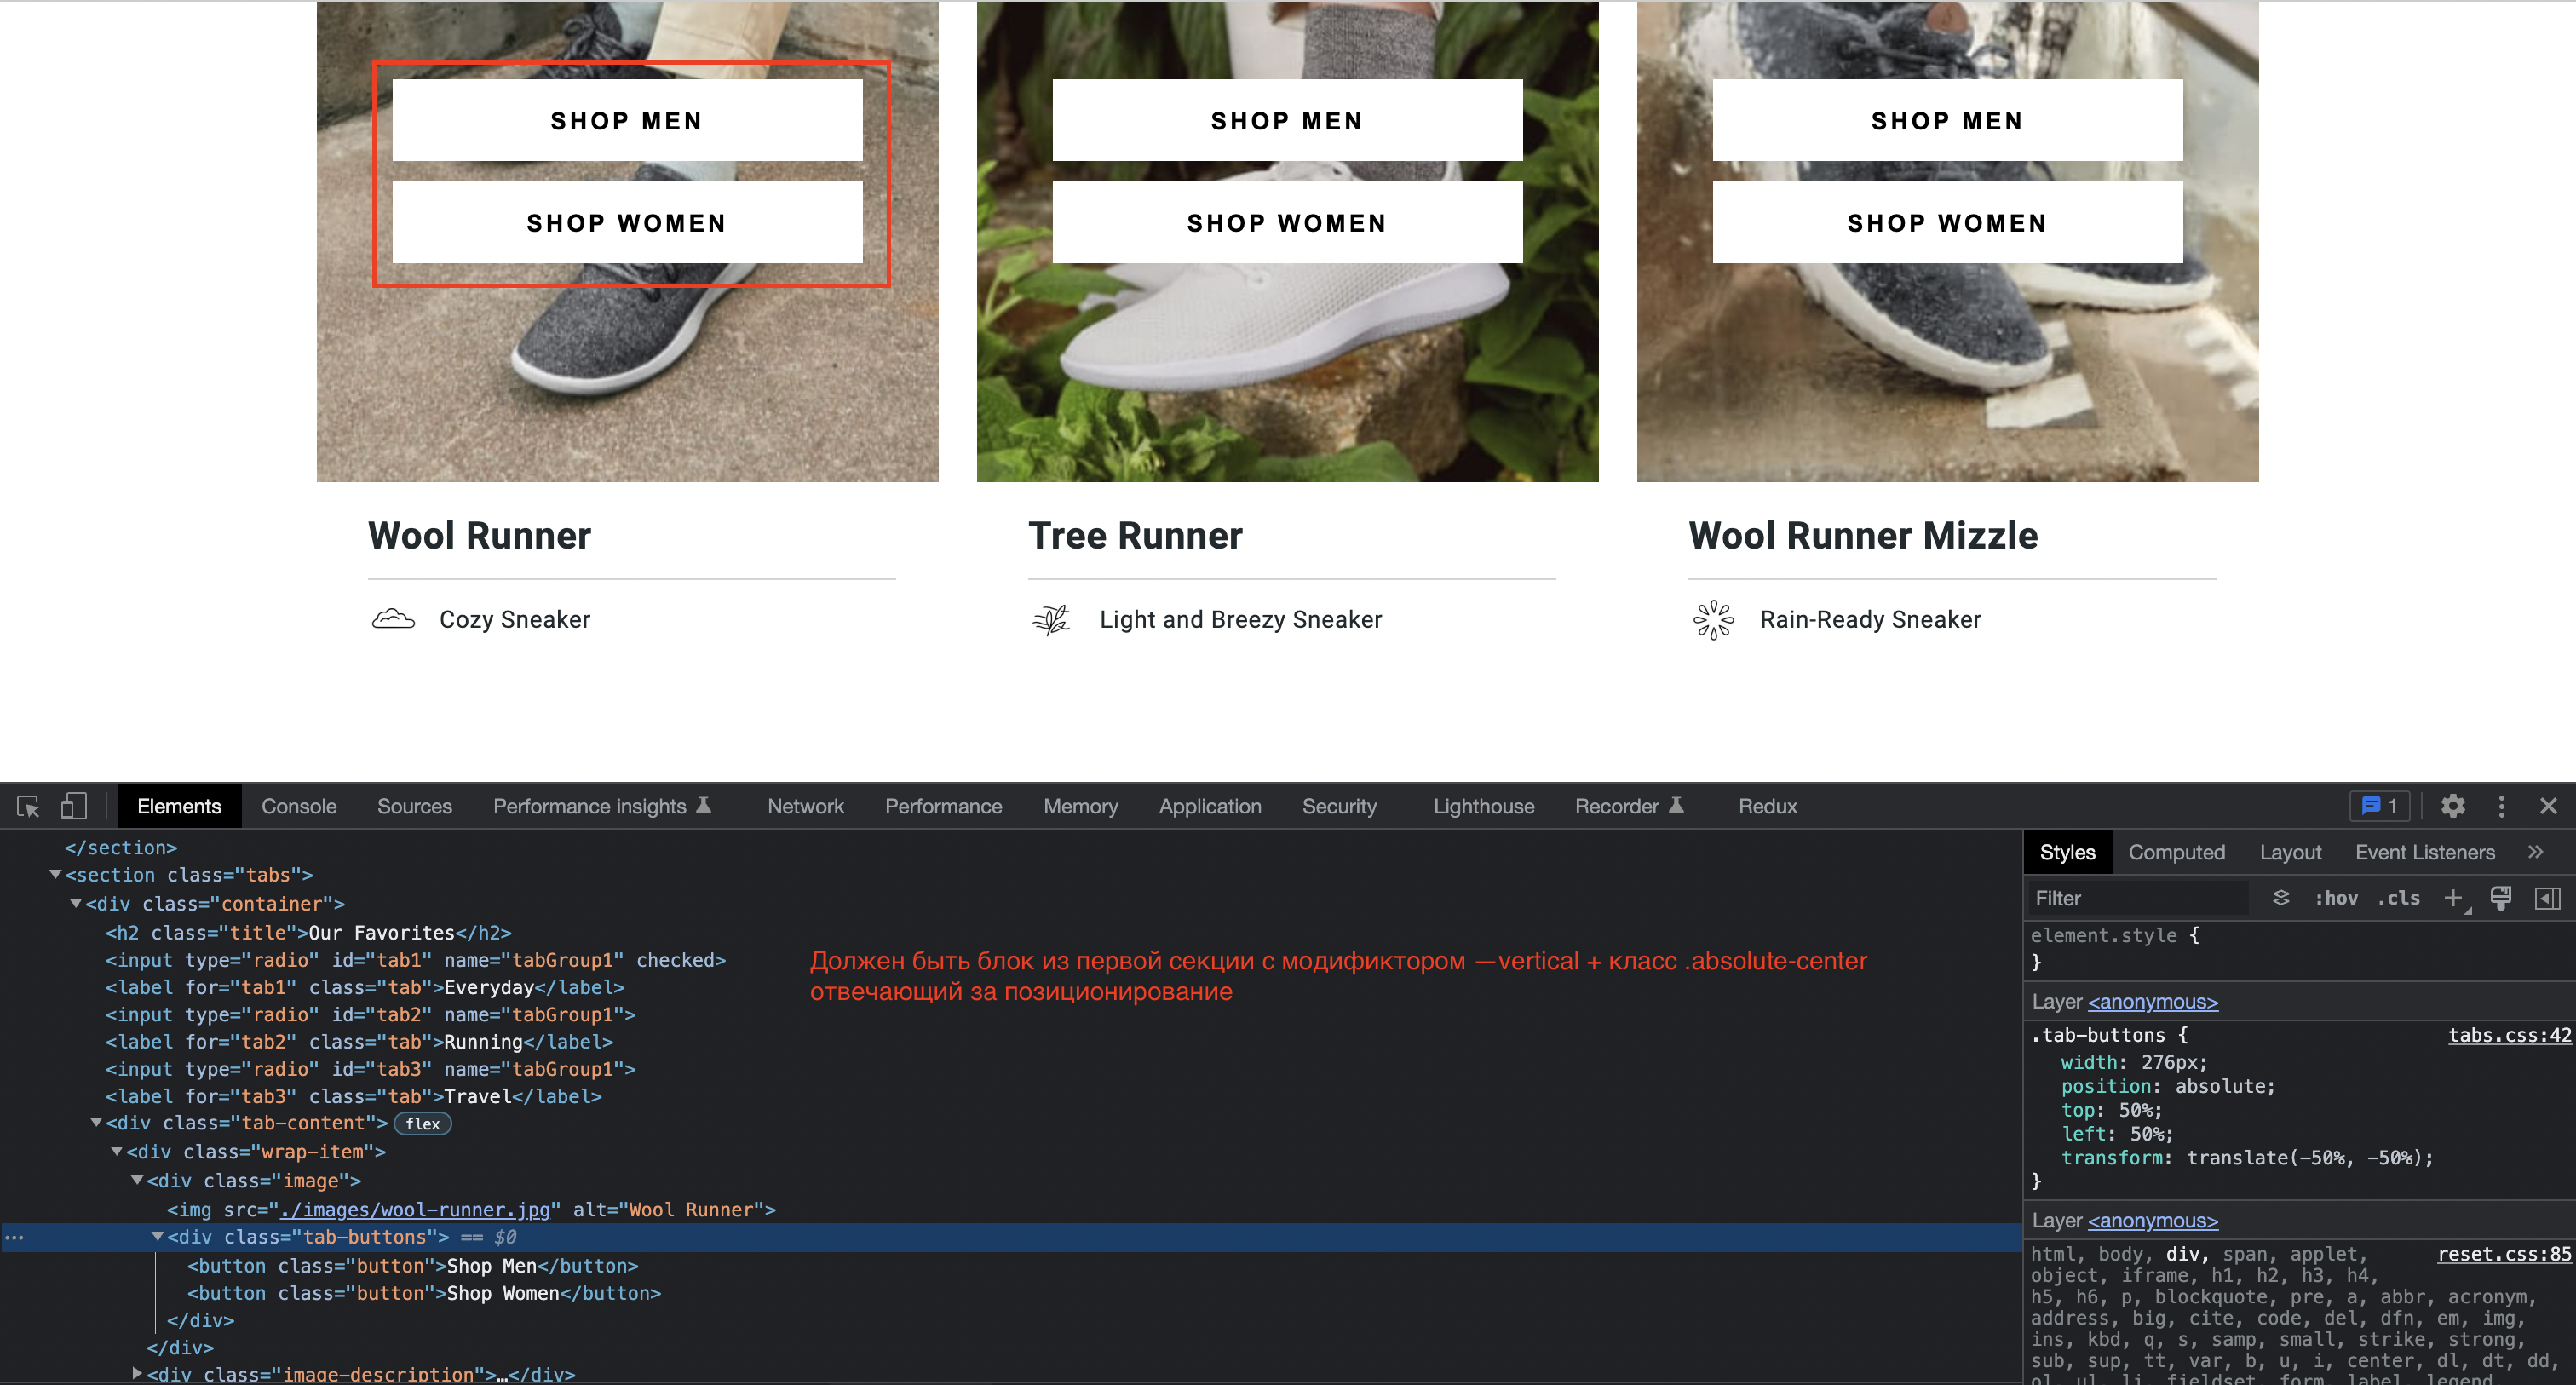 SHOP MEN
SHOP WOMEN
SHOP MEN
SHOP WOMEN
SHOP MEN
SHOP WOMEN
Wool Runner
Cozy Sneaker
Tree Runner
Light and Breezy Sneaker
Wool Runner Mizzle
Rain-Ready Sneaker
Elements Console Sources Performance insights Network Performance Memory Application Security Lighthouse Recorder Redux 1
</section>
<section class="tabs">
<div class="container">
<h2 class="title">Our Favorites</h2>
<input type="radio" id="tab1" name="tabGroup1" checked>
<label for="tab1" class="tab">Everyday</label>
<input type="radio" id="tab2" name="tabGroup1">
<label for="tab2" class="tab">Running</label>
<input type="radio" id="tab3" name="tabGroup1">
<label for="tab3" class="tab">Travel</label>
<div class="tab-content"> flex
<div class="wrap-item">
<div class="image">
<img src="./images/wool-runner.jpg" alt="Wool Runner">
<div class="tab-buttons"> == $0
<button class="button">Shop Men</button>
<button class="button">Shop Women</button>
</div>
</div>
<div class="image-description">…</div>
Должен быть блок из первой секции с модификтором —vertical + класс .absolute-center
отвечающий за позиционирование
Styles Computed Layout Event Listeners
Filter :hov .cls
element.style {
}
Layer <anonymous>
.tab-buttons { tabs.css:42
width: 276px;
position: absolute;
top: 50%;
left: 50%;
transform: translate(-50%, -50%);
}
Layer <anonymous>
html, body, div, span, applet, reset.css:85
object, iframe, h1, h2, h3, h4,
h5, h6, p, blockquote, pre, a, abbr, acronym,
address, big, cite, code, del, dfn, em, img,
ins, kbd, q, s, samp, small, strike, strong,
sub, sup, tt, var, b, u, i, center, dl, dt, dd,
ol, ul, li, fieldset, form, label, legend,